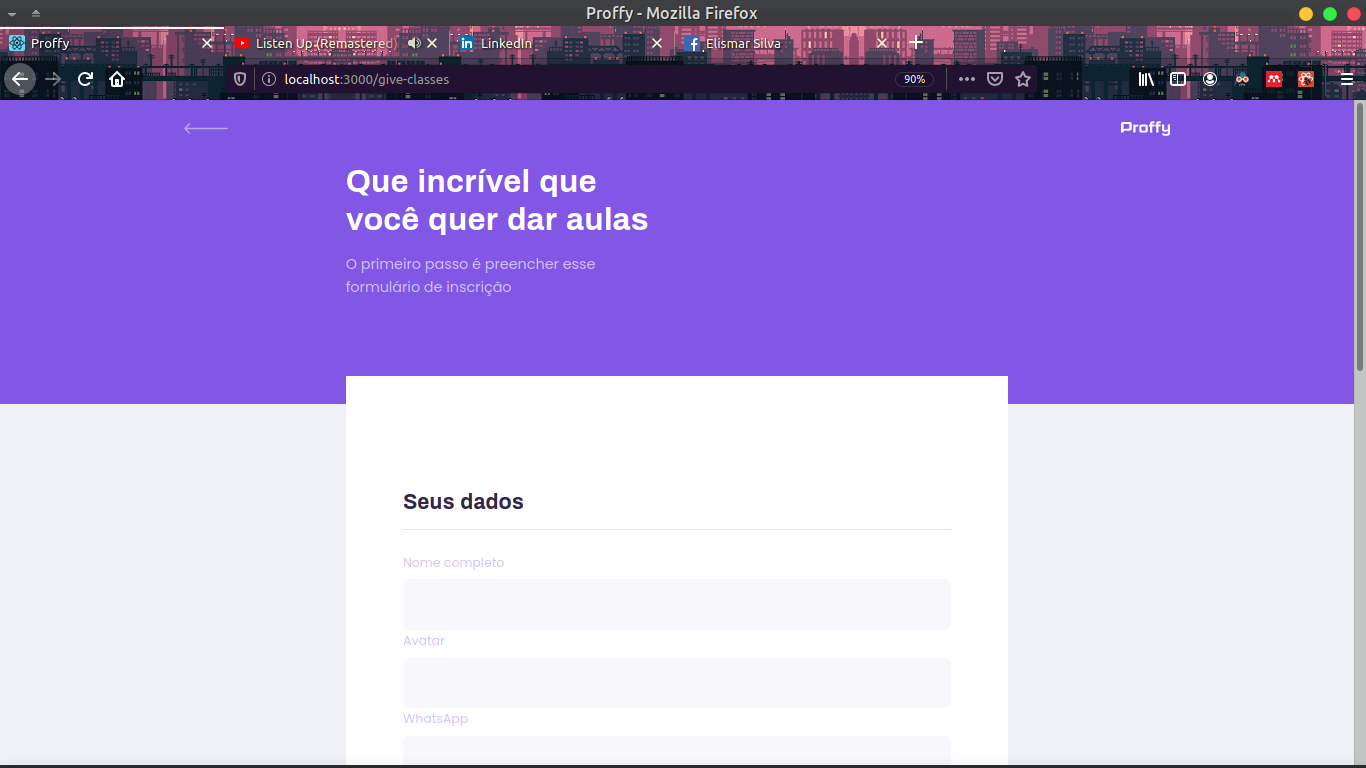 Proffy - Mozilla Firefox
Proffy
Listen Up (Remastered)
LinkedIn
Elismar Silva
localhost:3000/give-classes
90%
Proffy
Que incrível que
você quer dar aulas
O primeiro passo é preencher esse
formulário de inscrição
Seus dados
Nome completo
Avatar
WhatsApp